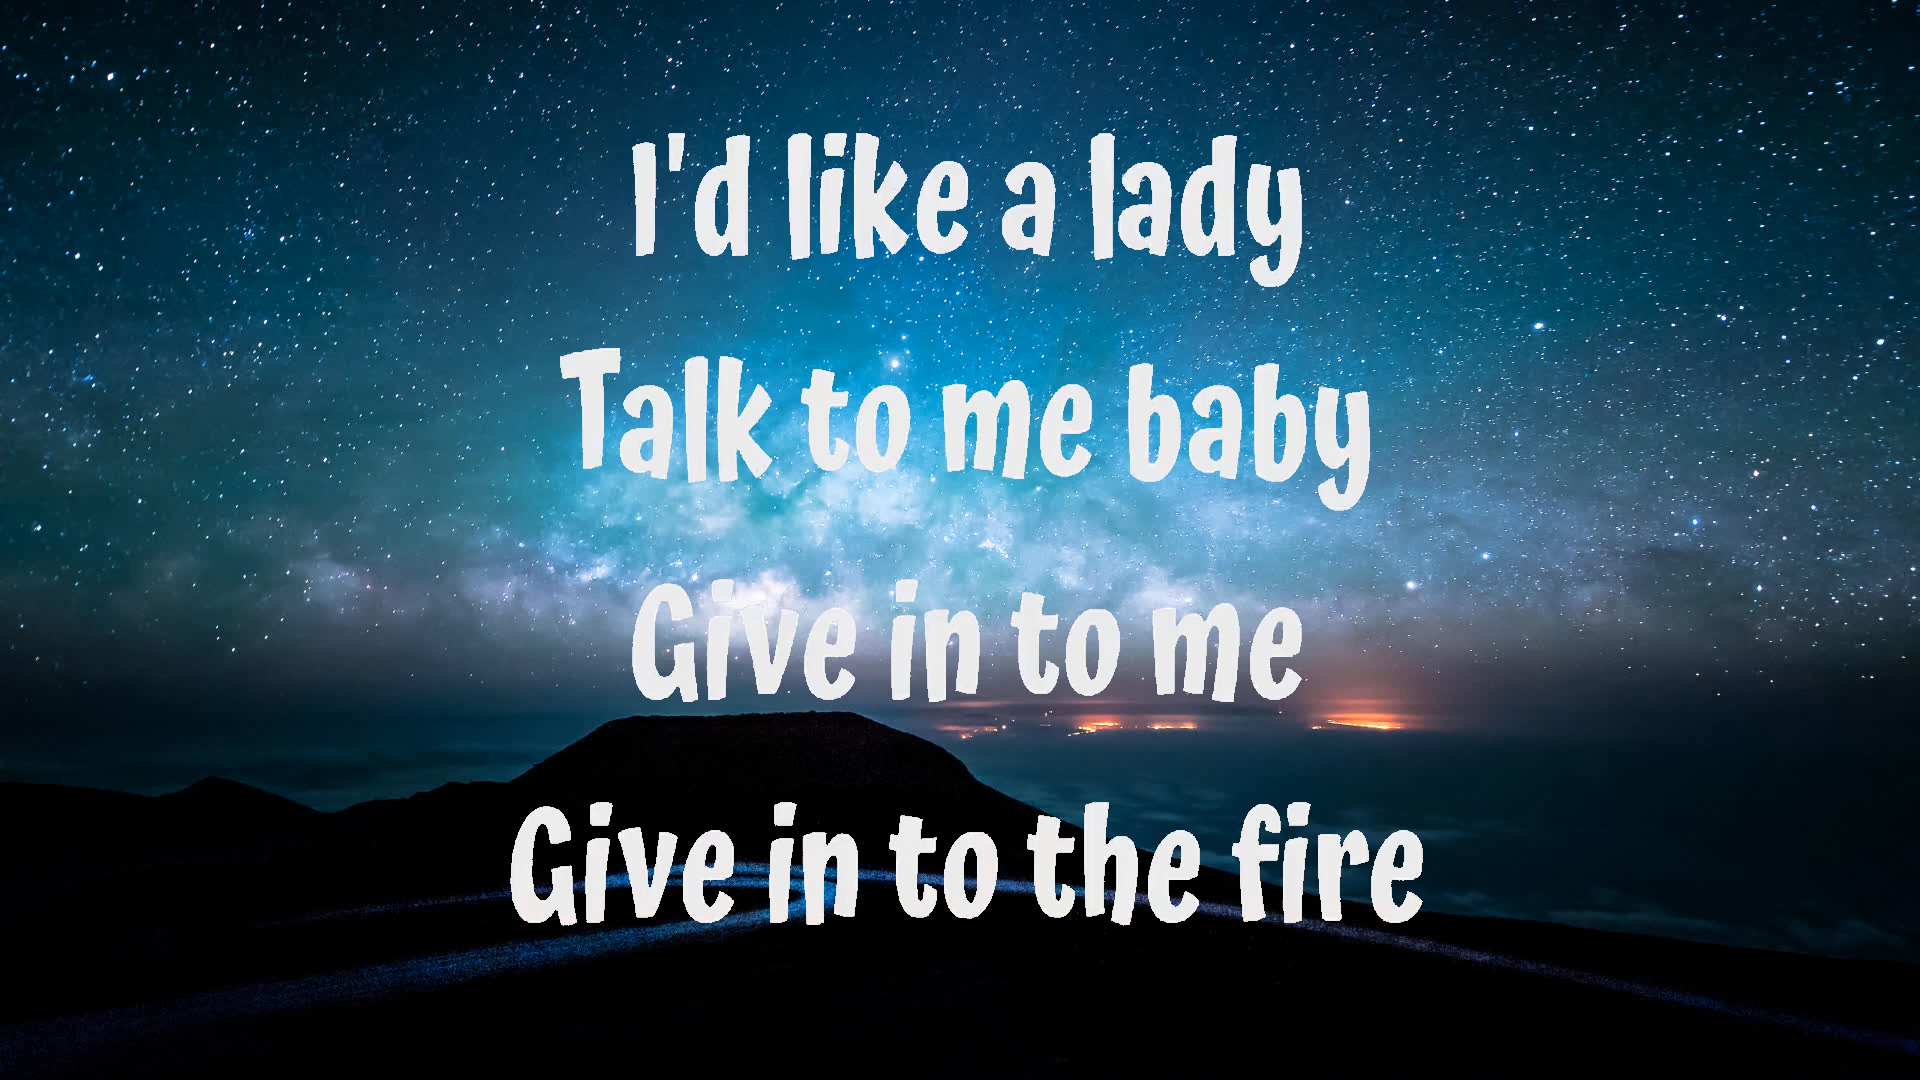 I'd like a lady
Talk to me baby
Give in to me
Give in to the fire